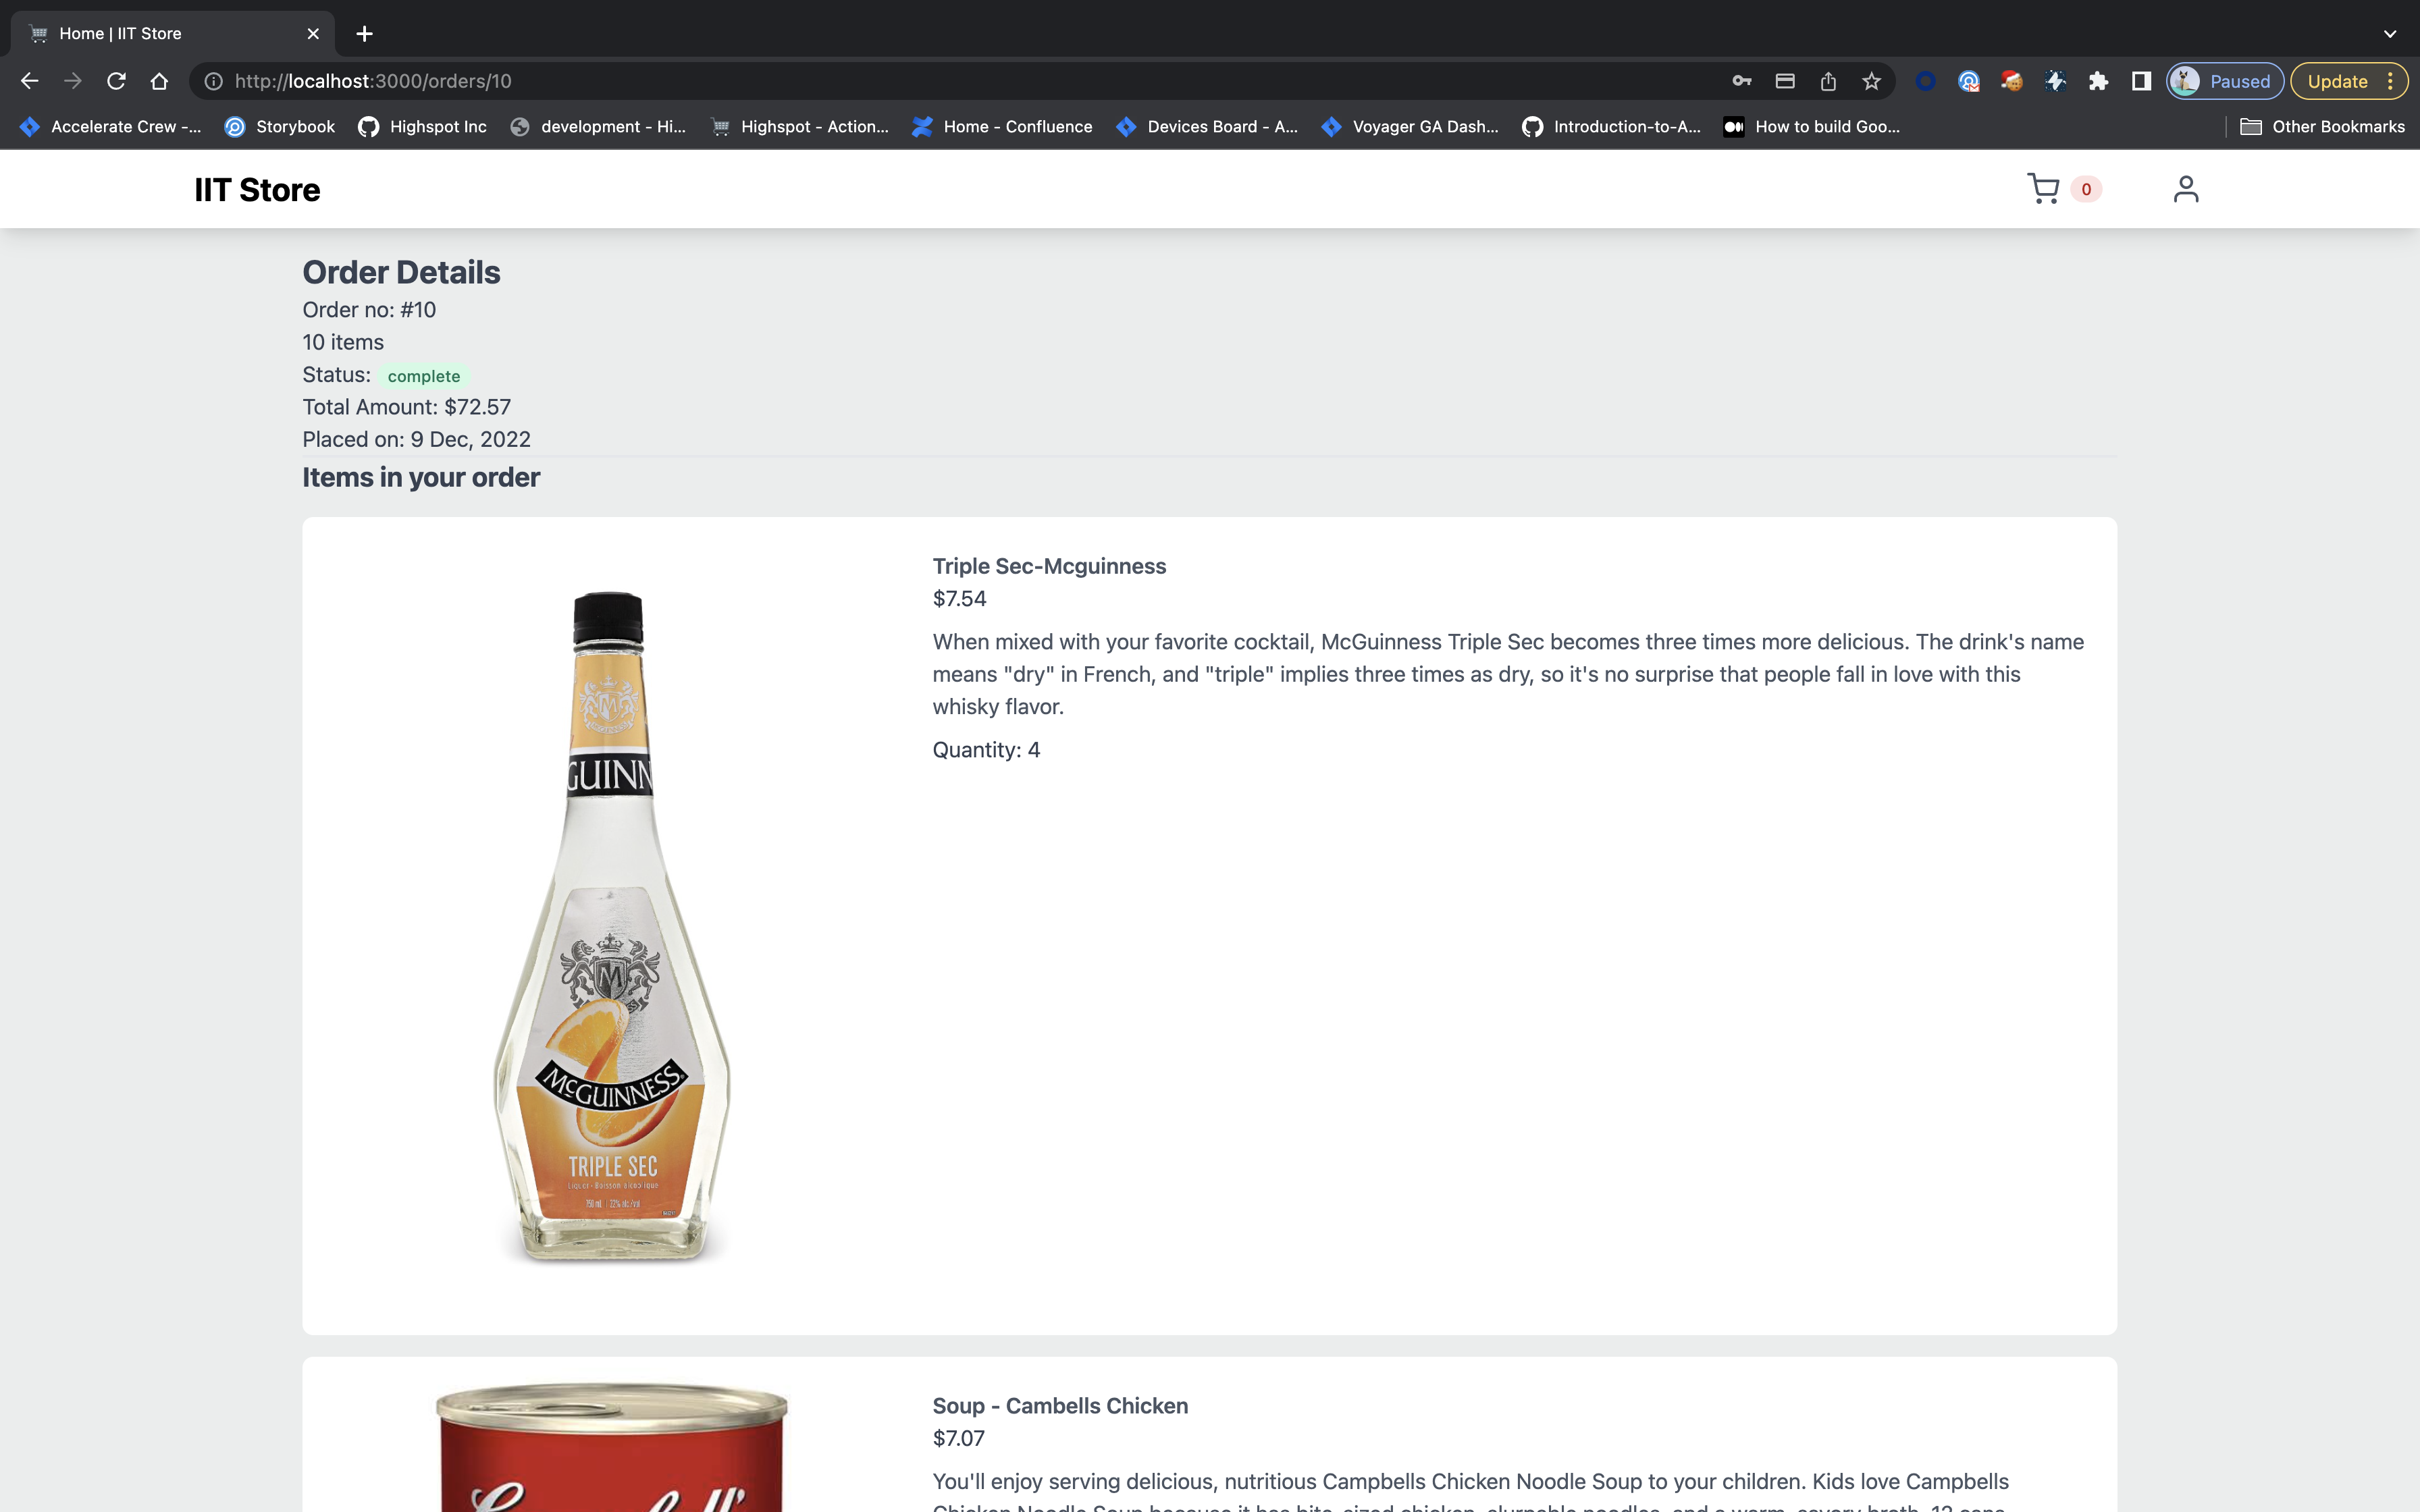 Home | IIT Store
http://localhost:3000/orders/10
Paused
Update
Accelerate Crew -...
Storybook
Highspot Inc
development - Hi...
Highspot - Action...
Home - Confluence
Devices Board - A...
Voyager GA Dash...
Introduction-to-A...
How to build Goo...
Other Bookmarks
IIT Store
0
Order Details
Order no: #10
10 items
Status: complete
Total Amount: $72.57
Placed on: 9 Dec, 2022
Items in your order
Triple Sec-Mcguinness
$7.54
When mixed with your favorite cocktail, McGuinness Triple Sec becomes three times more delicious. The drink's name
means "dry" in French, and "triple" implies three times as dry, so it's no surprise that people fall in love with this
whisky flavor.
Quantity: 4
GUINN
M
McGUINNESS
TRIPLE SEC
Soup - Cambells Chicken
$7.07
You'll enjoy serving delicious, nutritious Campbells Chicken Noodle Soup to your children. Kids love Campbells